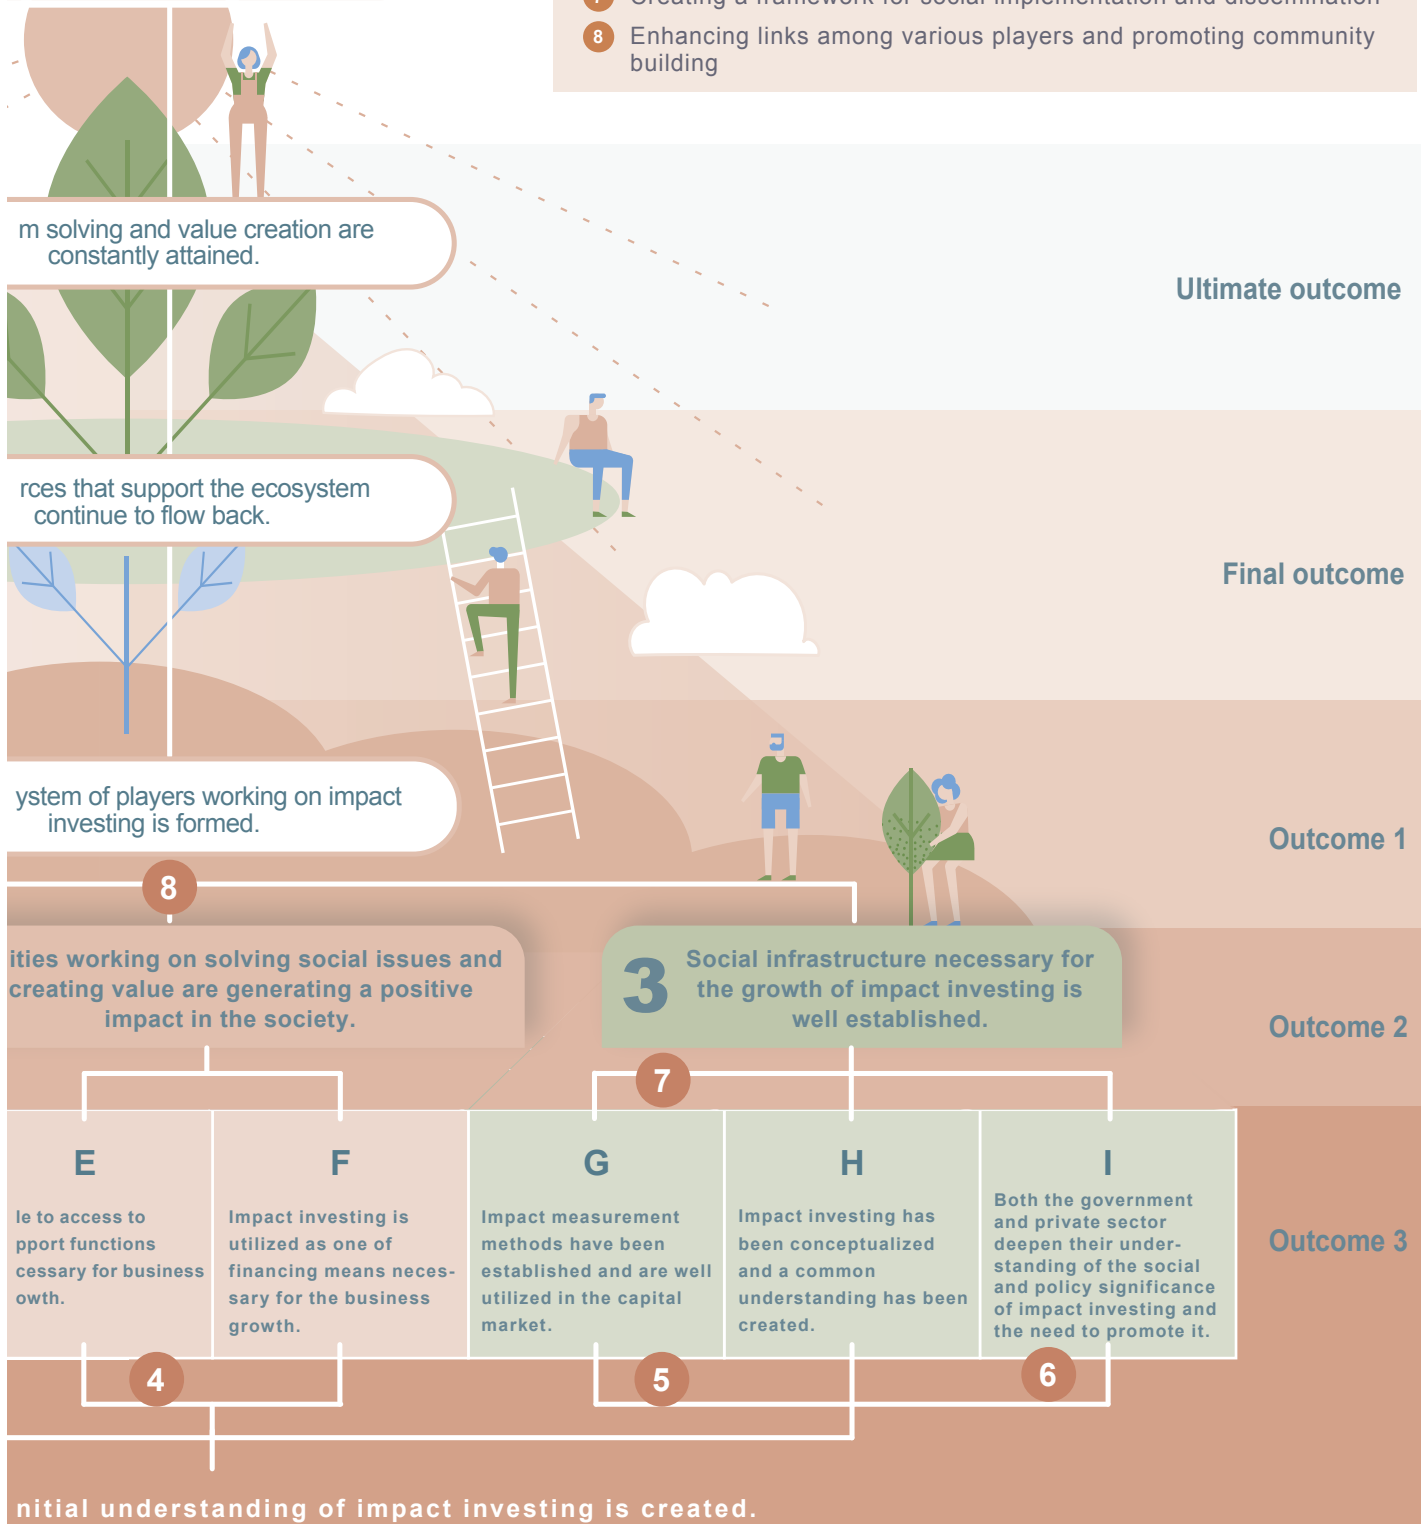 7 Creating a framework for social implementation and dissemination
8 Enhancing links among various players and promoting community
building
m solving and value creation are
constantly attained.
Ultimate outcome
rces that support the ecosystem
continue to flow back.
Final outcome
ystem of players working on impact
investing is formed.
Outcome 1
8
ities working on solving social issues and
creating value are generating a positive
impact in the society.
3
Social infrastructure necessary for
the growth of impact investing is
well established.
Outcome 2
7
E
le to access to
pport functions
cessary for business
owth.
F
Impact investing is
utilized as one of
financing means neces-
sary for the business
growth.
G
Impact measurement
methods have been
established and are well
utilized in the capital
market.
H
Impact investing has
been conceptualized
and a common
understanding has been
created.
I
Both the government
and private sector
deepen their under-
standing of the social
and policy significance
of impact investing and
the need to promote it.
Outcome 3
4
5
6
nitial understanding of impact investing is created.